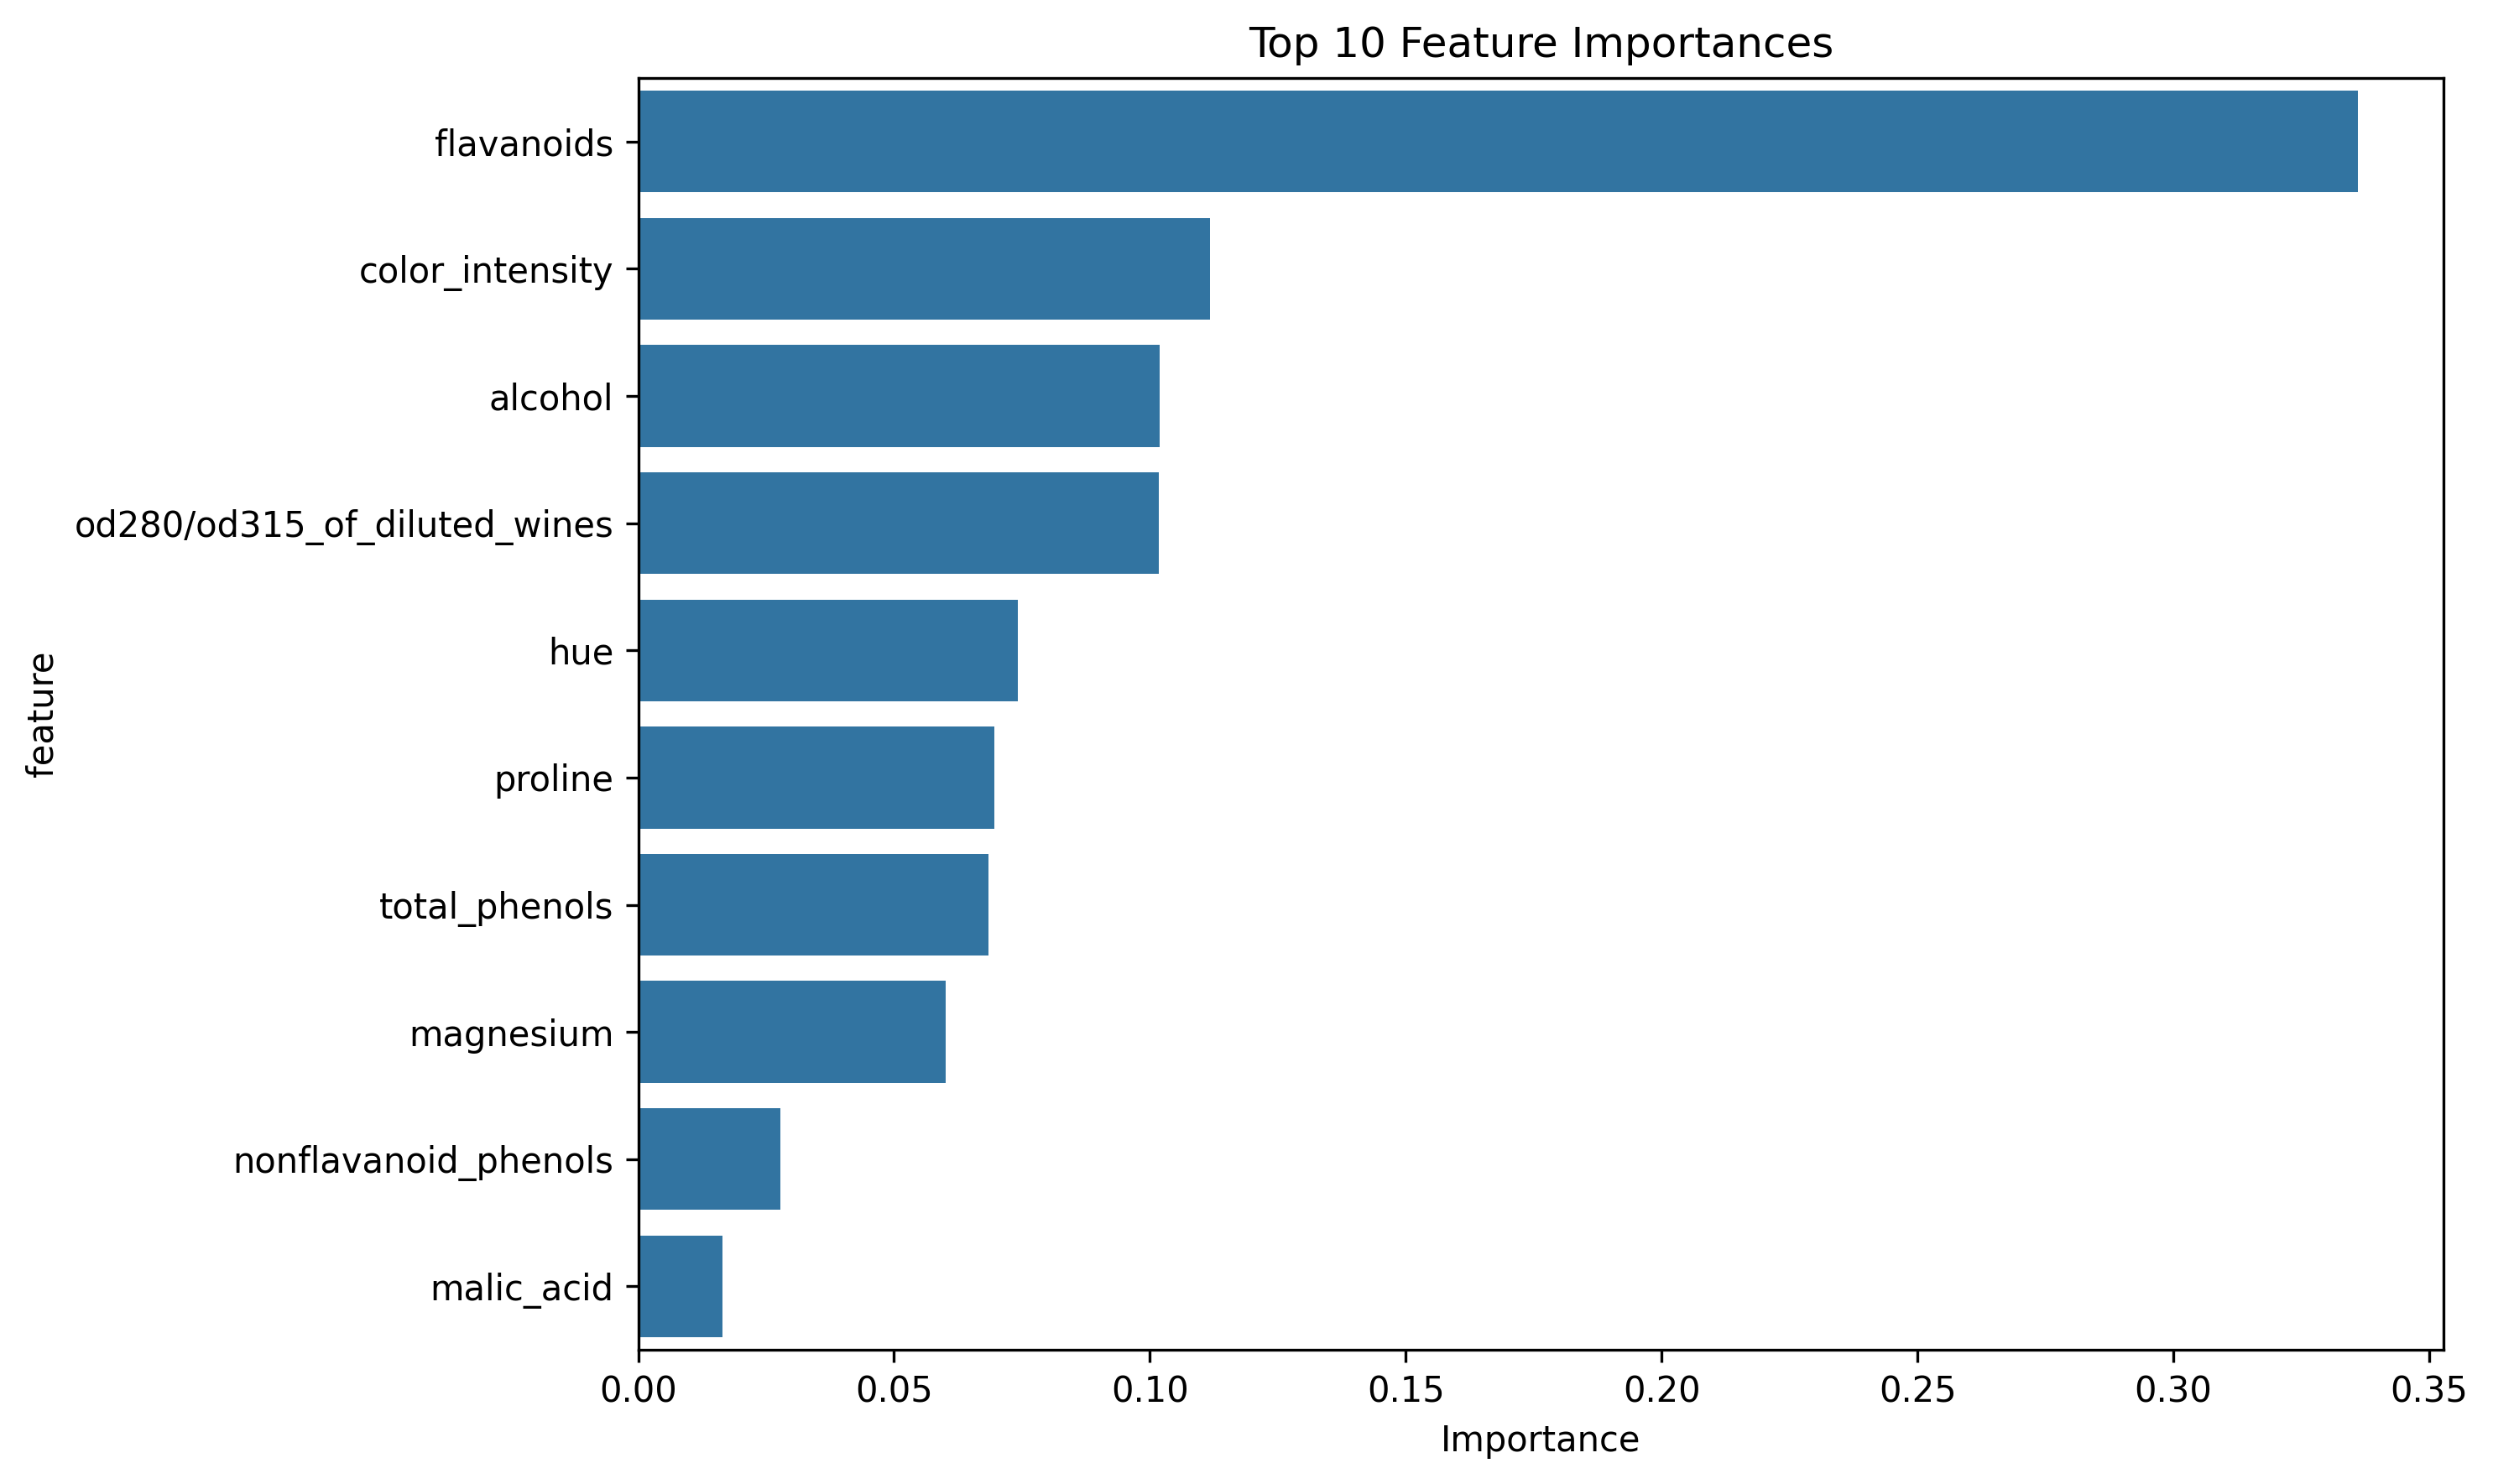 Top 10 Feature Importances
flavanoids
color_intensity
alcohol
od280/od315_of_diluted_wines
hue
proline
total_phenols
magnesium
nonflavanoid_phenols
malic_acid
feature
0.00 0.05 0.10 0.15 0.20 0.25 0.30 0.35
Importance